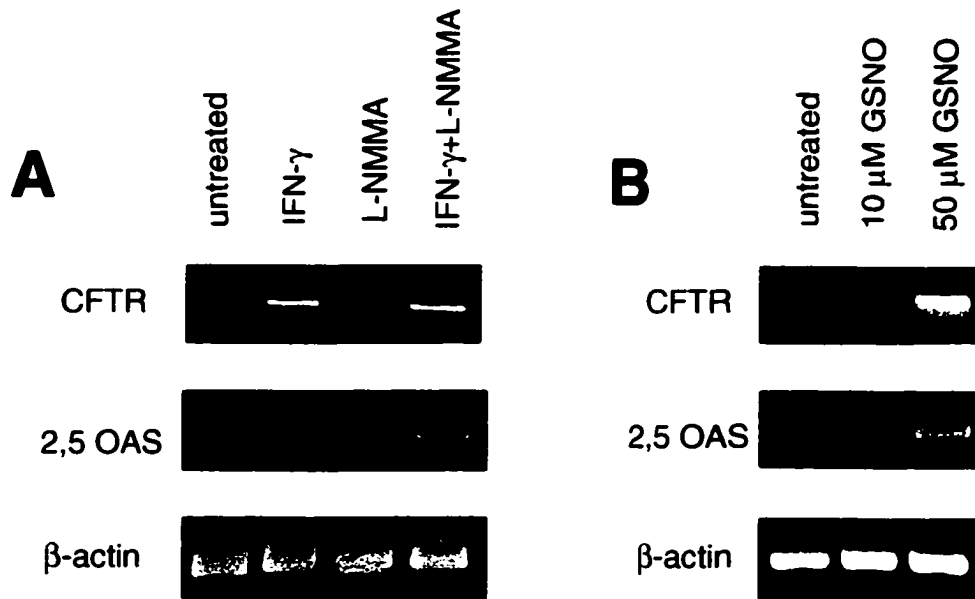 A
untreated
IFN-γ
L-NMMA
IFN-γ+L-NMMA
CFTR
2,5 OAS
β-actin
B
untreated
10 μM GSNO
50 μM GSNO
CFTR
2,5 OAS
β-actin